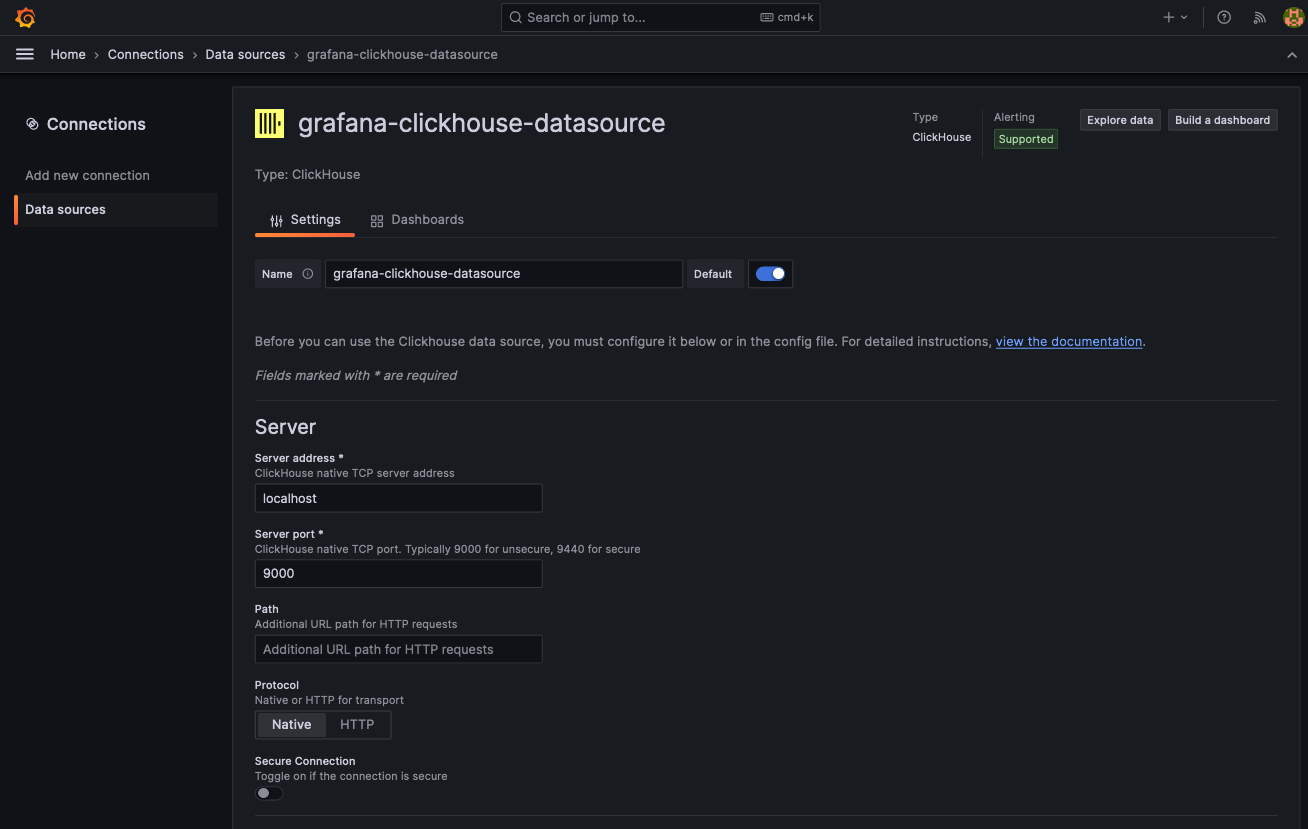 Search or jump to...
cmd+k
Home › Connections › Data sources › grafana-clickhouse-datasource
Connections
Add new connection
Data sources
grafana-clickhouse-datasource
Type
ClickHouse
Alerting
Supported
Explore data
Build a dashboard
Type: ClickHouse
Settings
Dashboards
Name
grafana-clickhouse-datasource
Default
Before you can use the Clickhouse data source, you must configure it below or in the config file. For detailed instructions, view the documentation.
Fields marked with * are required
Server
Server address *
ClickHouse native TCP server address
localhost
Server port *
ClickHouse native TCP port. Typically 9000 for unsecure, 9440 for secure
9000
Path
Additional URL path for HTTP requests
Additional URL path for HTTP requests
Protocol
Native or HTTP for transport
Native
HTTP
Secure Connection
Toggle on if the connection is secure